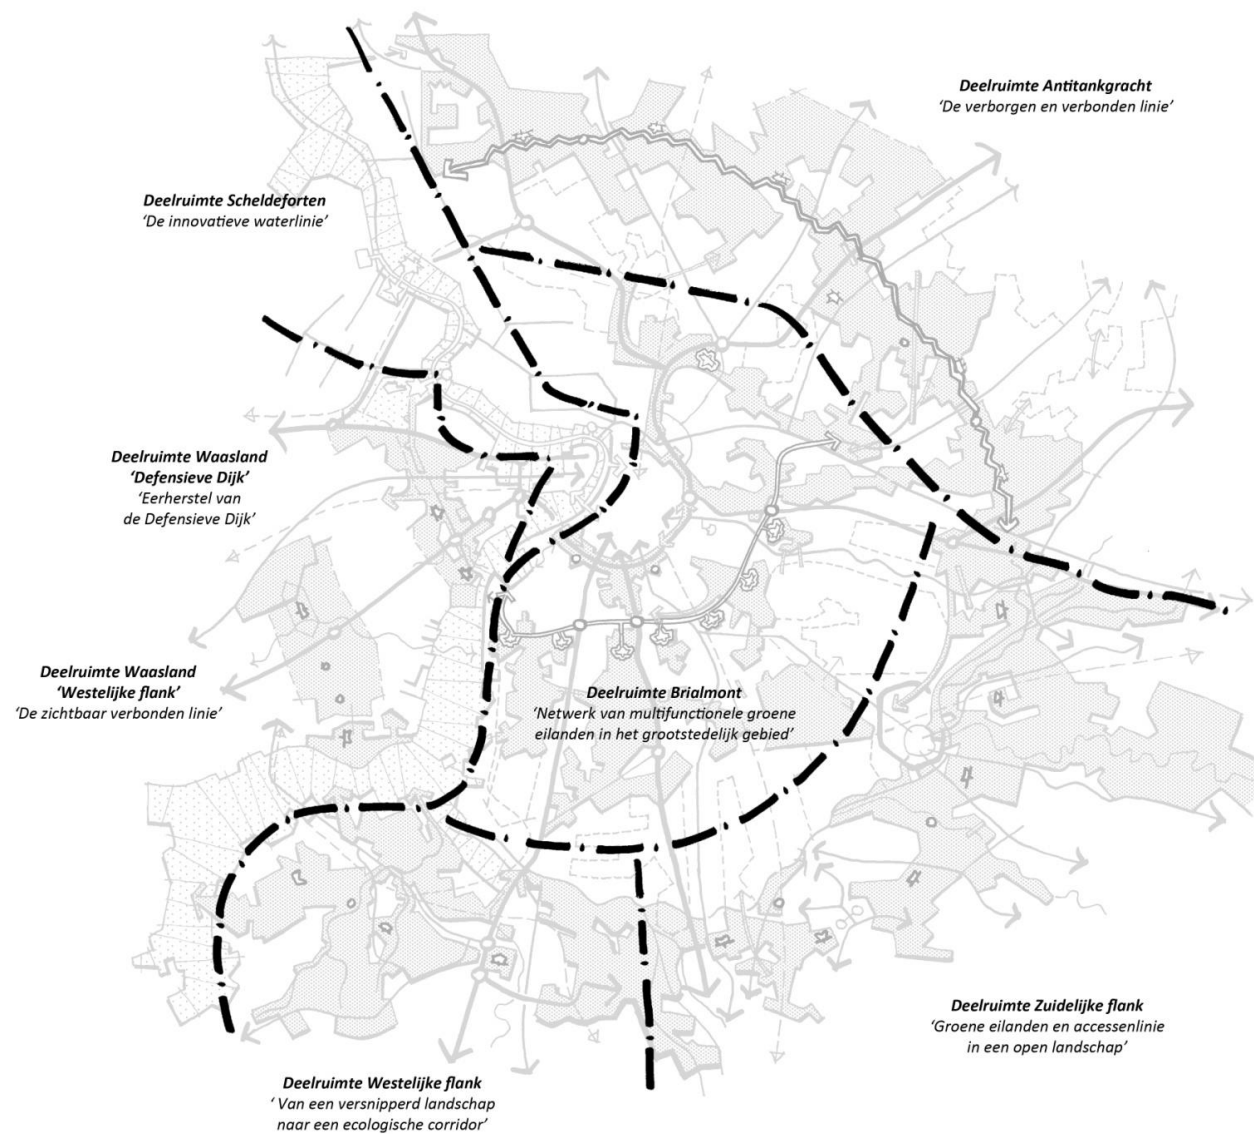 Deelruimte Antitankgracht
‘De verborgen en verbonden linie’
Deelruimte Scheldeforten
‘De innovatieve waterlinie’
Deelruimte Waasland
‘Defensieve Dijk’
‘Eerherstel van
de Defensieve Dijk’
Deelruimte Waasland
‘Westelijke flank’
‘De zichtbaar verbonden linie’
Deelruimte Brialmont
‘Netwerk van multifunctionele groene
eilanden in het grootstedelijk gebied’
Deelruimte Zuidelijke flank
‘Groene eilanden en accessenlinie
in een open landschap’
Deelruimte Westelijke flank
‘ Van een versnipperd landschap
naar een ecologische corridor’